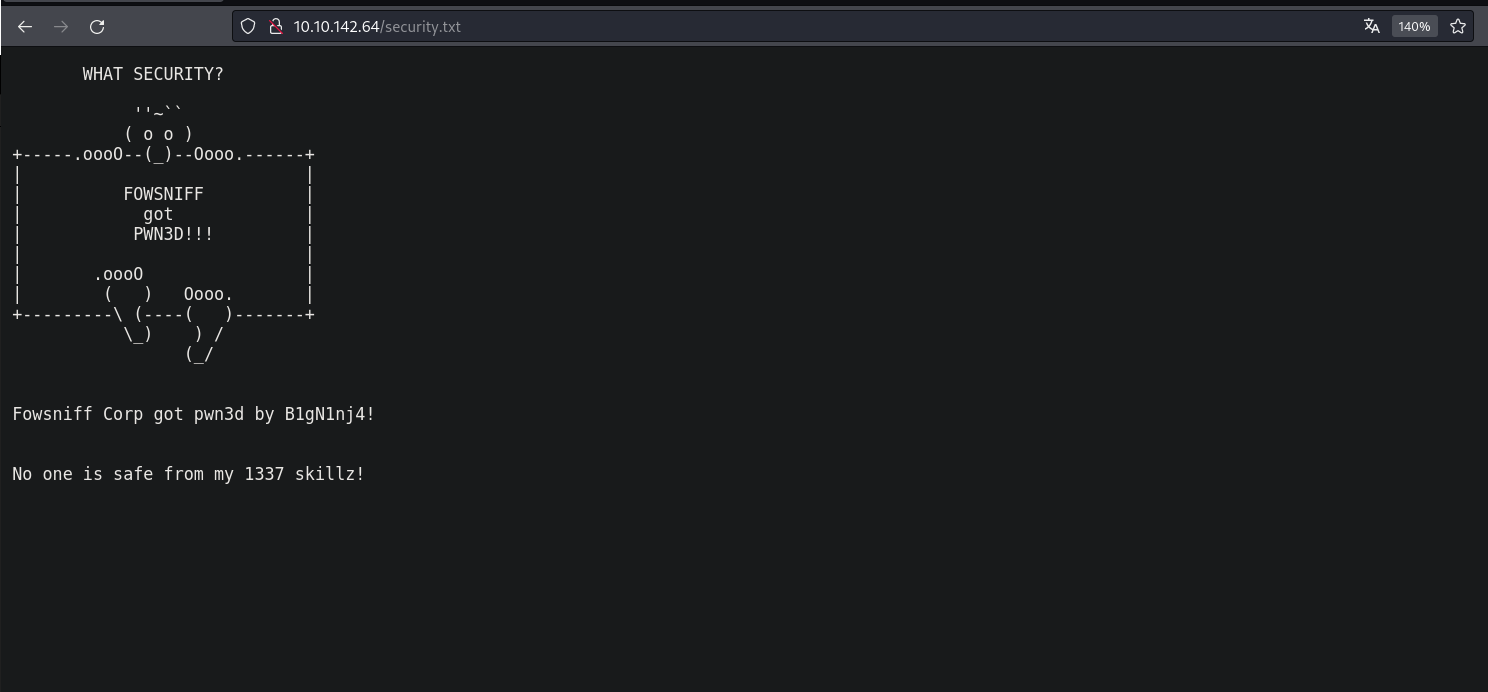 10.10.142.64/security.txt
140%
       WHAT SECURITY?
            ''~``
           ( o o )
+-----.oooO--(_)--Oooo.------+
|                            |
|          FOWSNIFF          |
|            got             |
|           PWN3D!!!         |
|                            |
|       .oooO                |
|        (   )   Oooo.       |
+---------\ (----(   )-------+
           \_)    ) /
                 (_/
Fowsniff Corp got pwn3d by B1gN1nj4!
No one is safe from my 1337 skillz!